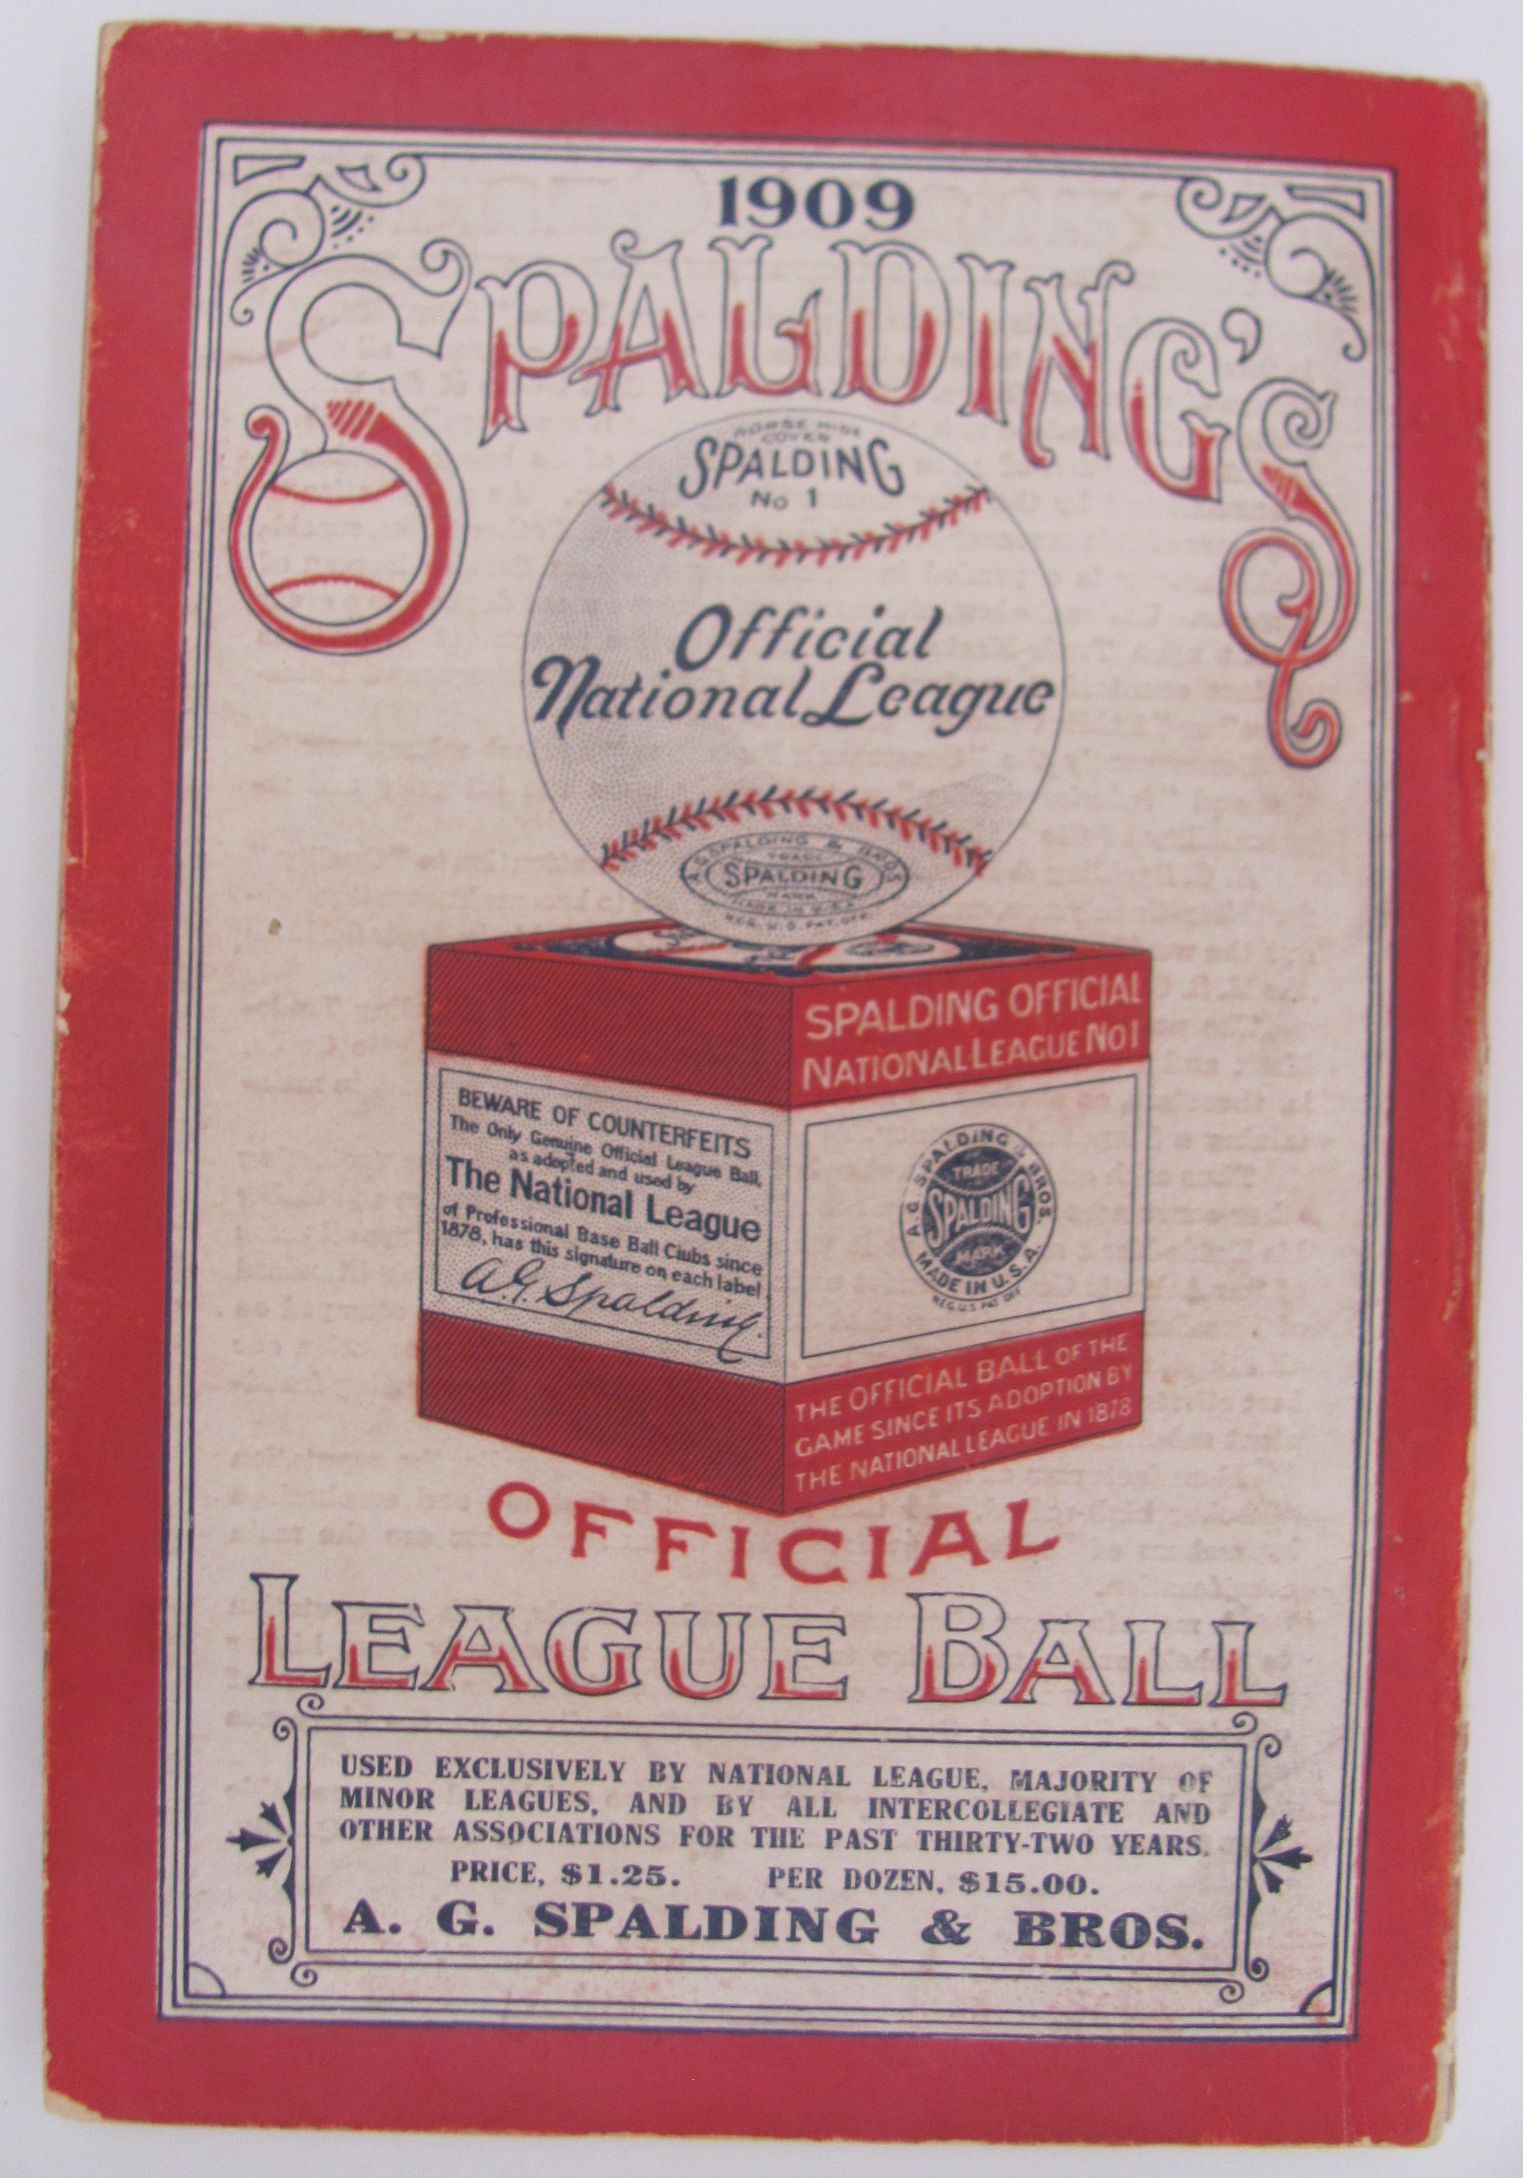 1909
SPALDING'S
HORSE HIDE
COVER
SPALDING
No 1
Official
National League
A.G. SPALDING & BROS
TRADE
SPALDING
MARK
MADE IN U.S.A.
REG. U.S. PAT. OFF.
SPALDING OFFICIAL
NATIONAL LEAGUE No 1
BEWARE OF COUNTERFEITS
The Only Genuine Official League Ball,
as adopted and used by
The National League
of Professional Base Ball Clubs since
1878, has this signature on each label
A.G. Spalding.
A.G. SPALDING & BROS.
TRADE
SPALDING
MARK
MADE IN U.S.A.
REG. U.S. PAT. OFF
THE OFFICIAL BALL OF THE
GAME SINCE ITS ADOPTION BY
THE NATIONAL LEAGUE IN 1878
OFFICIAL
LEAGUE BALL
USED EXCLUSIVELY BY NATIONAL LEAGUE, MAJORITY OF
MINOR LEAGUES, AND BY ALL INTERCOLLEGIATE AND
OTHER ASSOCIATIONS FOR THE PAST THIRTY-TWO YEARS.
PRICE, $1.25. PER DOZEN, $15.00.
A. G. SPALDING & BROS.